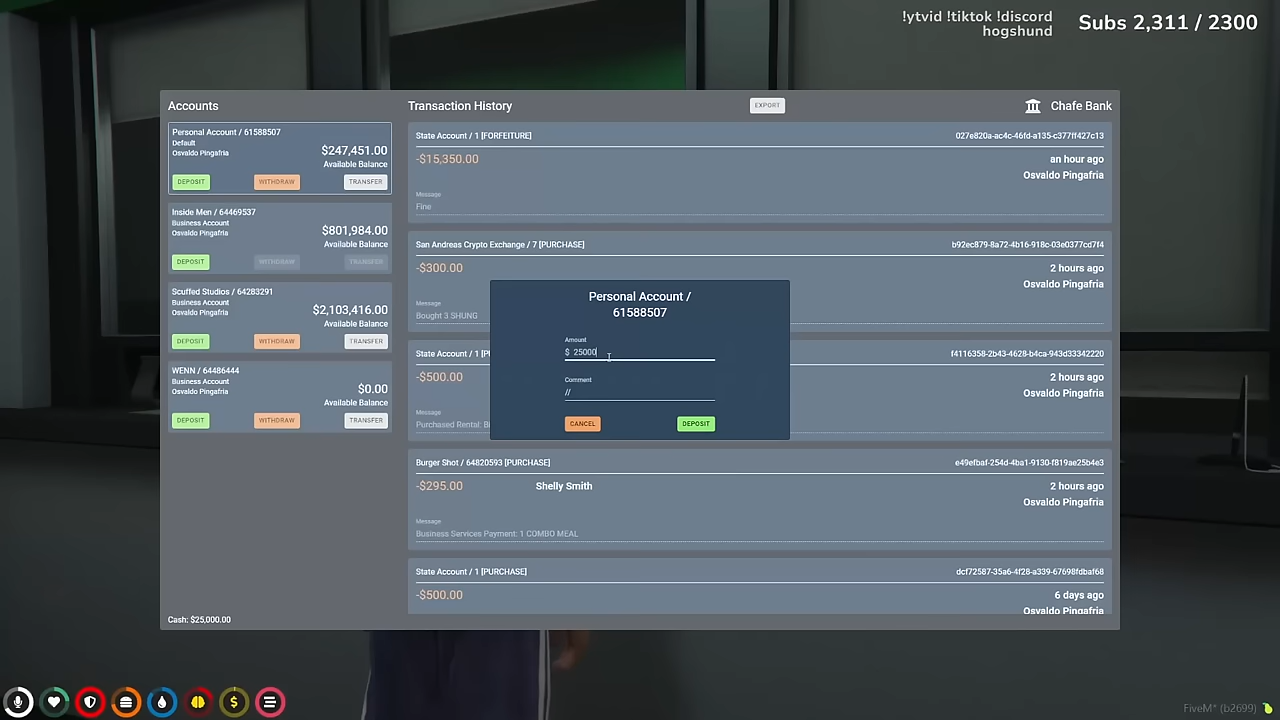 !ytvid !tiktok !discord
hogshund
Subs 2,311 / 2300
Accounts
Transaction History
EXPORT
Chafe Bank
Personal Account / 61588507
Default
Osvaldo Pingafria
$247,451.00
Available Balance
DEPOSIT
WITHDRAW
TRANSFER
Inside Men / 64469537
Business Account
Osvaldo Pingafria
$801,984.00
Available Balance
DEPOSIT
WITHDRAW
TRANSFER
Scuffed Studios / 64283291
Business Account
Osvaldo Pingafria
$2,103,416.00
Available Balance
DEPOSIT
WITHDRAW
TRANSFER
WENN / 64486444
Business Account
Osvaldo Pingafria
$0.00
Available Balance
DEPOSIT
WITHDRAW
TRANSFER
Cash: $25,000.00
State Account / 1 [FORFEITURE]
027e820a-ac4c-46fd-a135-c377ff427c13
-$15,350.00
an hour ago
Osvaldo Pingafria
Message
Fine
San Andreas Crypto Exchange / 7 [PURCHASE]
b92ec879-8a72-4b16-918c-03e0377cd7f4
-$300.00
2 hours ago
Osvaldo Pingafria
Message
Bought 3 SHUNG
State Account / 1 [P
f4116358-2b43-4628-b4ca-943d33342220
-$500.00
2 hours ago
Osvaldo Pingafria
Message
Purchased Rental: B
Burger Shot / 64820593 [PURCHASE]
e49efbaf-254d-4ba1-9130-f819ae25b4e3
-$295.00
Shelly Smith
2 hours ago
Osvaldo Pingafria
Message
Business Services Payment: 1 COMBO MEAL
State Account / 1 [PURCHASE]
dcf72587-35a6-4f28-a339-67698fdbaf68
-$500.00
6 days ago
Osvaldo Pingafria
Personal Account /
61588507
Amount
$ 25000
Comment
//
CANCEL
DEPOSIT
FiveM* (b2699)